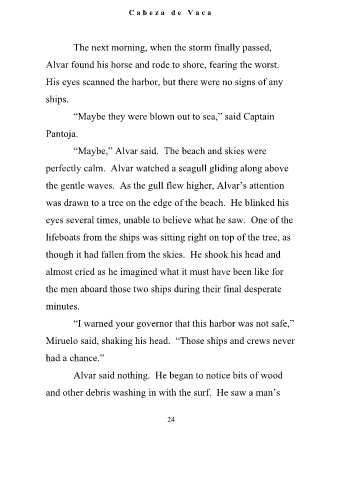 Cabeza de Vaca
The next morning, when the storm finally passed,
Alvar found his horse and rode to shore, fearing the worst.
His eyes scanned the harbor, but there were no signs of any
ships.
“Maybe they were blown out to sea,” said Captain
Pantoja.
“Maybe,” Alvar said. The beach and skies were
perfectly calm. Alvar watched a seagull gliding along above
the gentle waves. As the gull flew higher, Alvar’s attention
was drawn to a tree on the edge of the beach. He blinked his
eyes several times, unable to believe what he saw. One of the
lifeboats from the ships was sitting right on top of the tree, as
though it had fallen from the skies. He shook his head and
almost cried as he imagined what it must have been like for
the men aboard those two ships during their final desperate
minutes.
“I warned your governor that this harbor was not safe,”
Miruelo said, shaking his head. “Those ships and crews never
had a chance.”
Alvar said nothing. He began to notice bits of wood
and other debris washing in with the surf. He saw a man’s
24